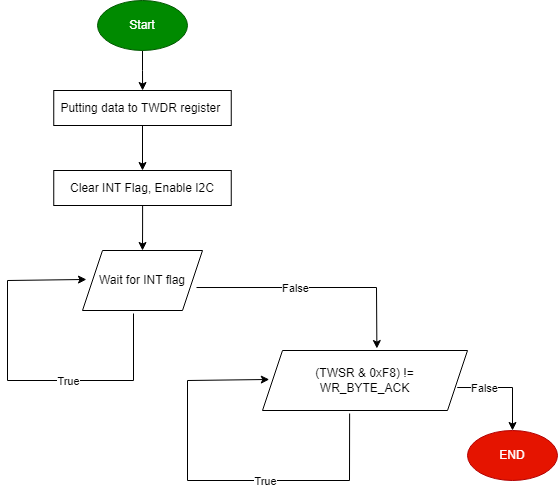 Start
Putting data to TWDR register
Clear INT Flag, Enable I2C
Wait for INT flag
False
True
(TWSR & 0xF8) !=
WR_BYTE_ACK
False
END
True